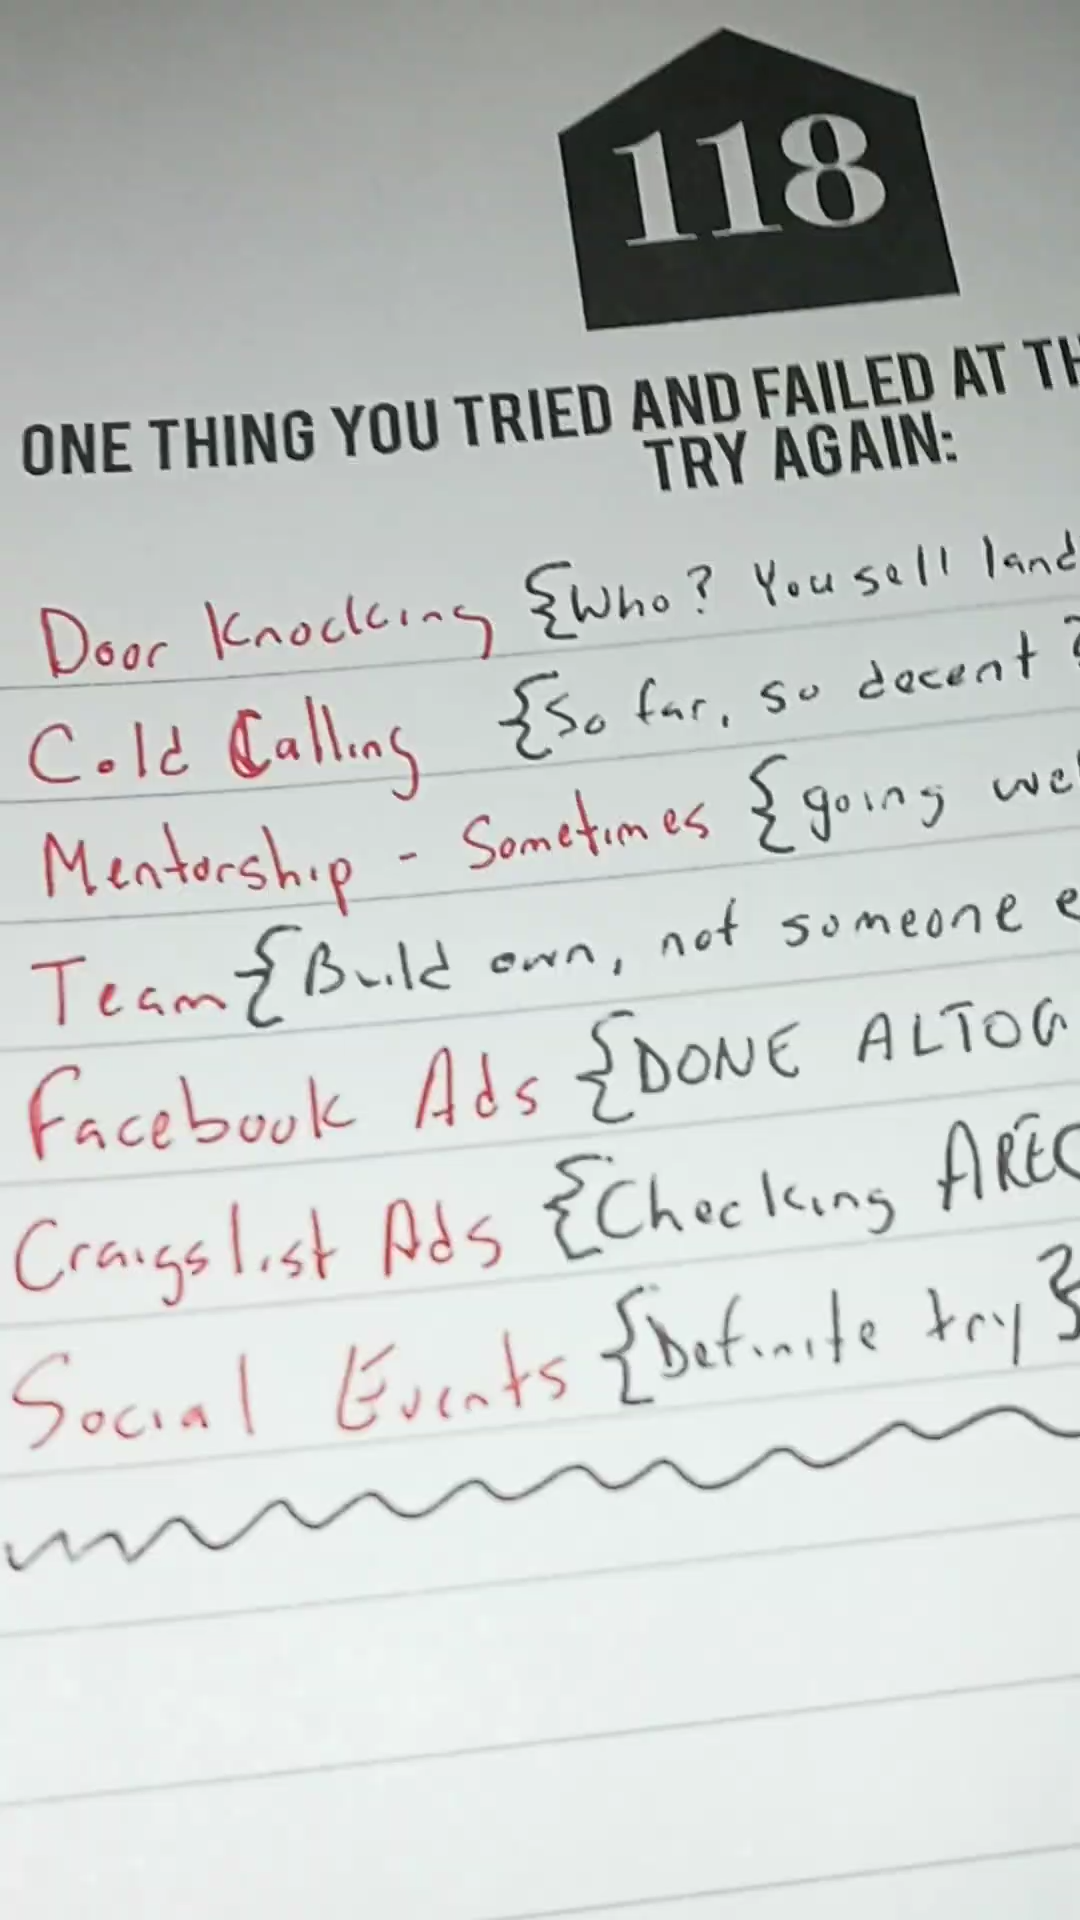 118
ONE THING YOU TRIED AND FAILED AT TH
TRY AGAIN:
Door Knocking {Who? You sell land
Cold Calling {So far, so decent }
Mentorship - Sometimes {going wel
Team {Build own, not someone e
Facebook Ads {DONE ALTOG
Craigslist Ads {Checking AREC
Social Events {Definite try }